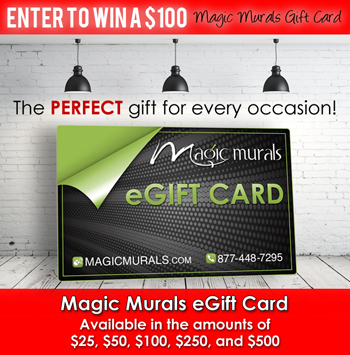 ENTER TO WIN A $100 Magic Murals Gift Card
The PERFECT gift for every occasion!
Magic murals
eGIFT CARD
MAGICMURALS.COM 877-448-7295
Magic Murals eGift Card
Available in the amounts of
$25, $50, $100, $250, and $500